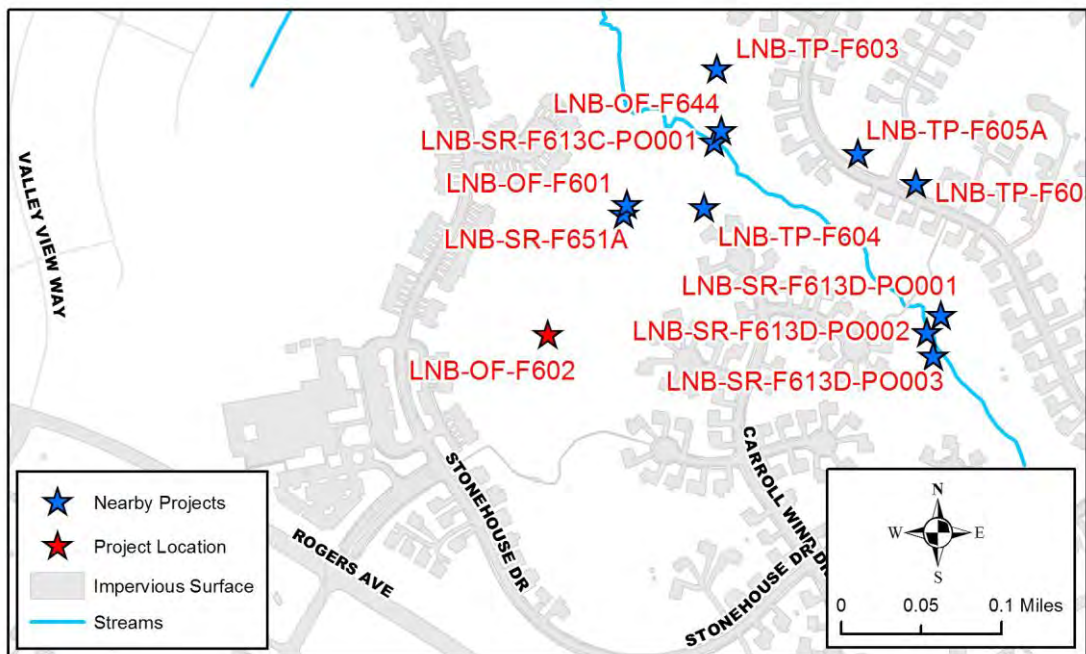 LNB-TP-F603
LNB-OF-F644
LNB-SR-F613C-PO001
LNB-TP-F605A
LNB-OF-F601
LNB-TP-F60
LNB-SR-F651A
LNB-TP-F604
VALLEY VIEW WAY
LNB-SR-F613D-PO001
LNB-SR-F613D-PO002
LNB-OF-F602
LNB-SR-F613D-PO003
CARROLL WIND DR
STONEHOUSE DR
STONEHOUSE DR
ROGERS AVE
Nearby Projects
Project Location
Impervious Surface
Streams
N
W E
S
0 0.05 0.1 Miles